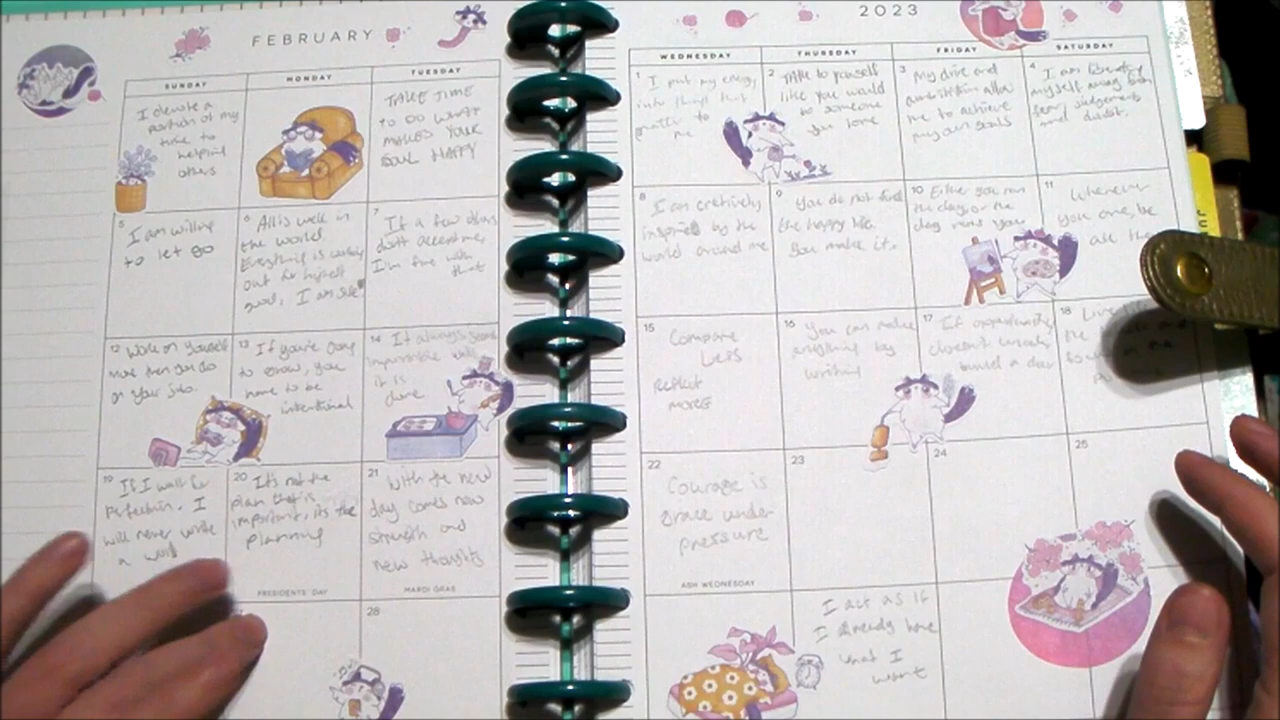 FEBRUARY
2023
SUNDAY
MONDAY
TUESDAY
WEDNESDAY
THURSDAY
FRIDAY
SATURDAY
I elevate a
portion of my
time to
helping
others
TAKE TIME
TO DO WHAT
MAKES YOUR
SOUL HAPPY
1
I put my energy
into things that
matter to
me
2
Talk to yourself
like you would
to someone
you love
3
My drive and
ambition allow
me to achieve
my own goals
4
I am liberating
myself away from
fear, judgement
and doubt.
5
I am willing
to let go
6
All is well in
the world.
Everything is working
out for highest
good, I am safe
7
If a few
don't accept me,
I'm fine with
that
8
I am creatively
inspired by the
world around me
9
You do not find
the happy life.
You make it.
10
Either you run
the day or the
day runs you
11
Wherever
you are, be
all there
12
Work on yourself
more than you do
on your job.
13
If you're going
to grow, you
have to be
intentional
14
It always seems
impossible until
it is
done
15
Compare
Less
Reflect
MORE
16
You can make
anything by
writing
17
If opportunity
doesn't knock,
build a door
18
Live
the
19
If I wait for
Perfection, I
will never write
a word
20
It's not the
plan that is
important, its the
planning
PRESIDENTS' DAY
21
With the new
day comes new
strength and
new thoughts
MARDI GRAS
22
Courage is
grace under
pressure
ASH WEDNESDAY
23
24
25
28
I act as if
I already have
what I
want